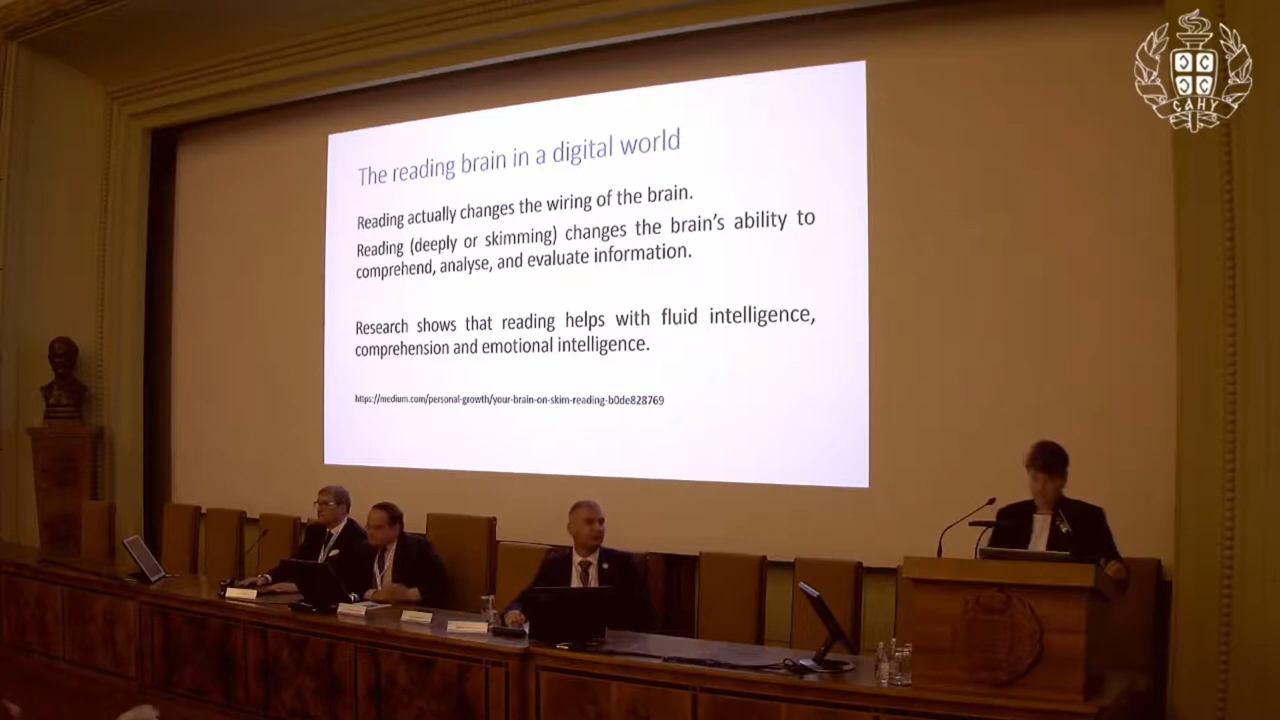 The reading brain in a digital world
Reading actually changes the wiring of the brain.
Reading (deeply or skimming) changes the brain's ability to
comprehend, analyse, and evaluate information.
Research shows that reading helps with fluid intelligence,
comprehension and emotional intelligence.
https://medium.com/personal-growth/your-brain-on-skim-reading-b0de828769
САНУ